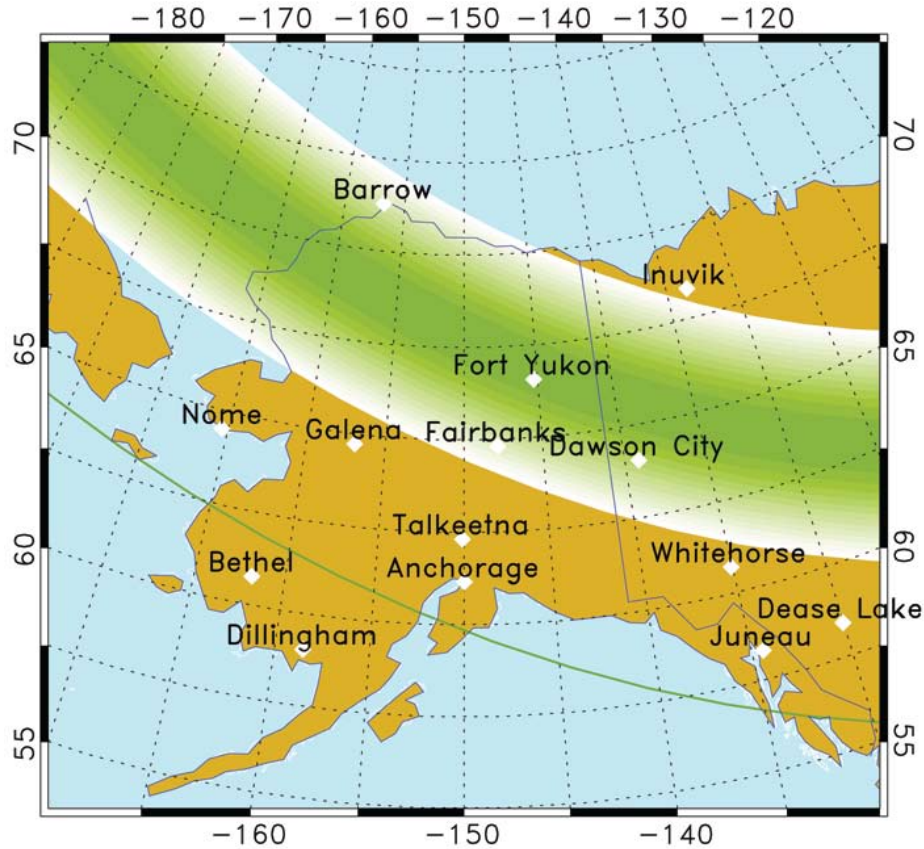 -180 -170 -160 -150 -140 -130 -120
70 70
Barrow
Inuvik
65 65
Fort Yukon
Nome
Galena Fairbanks
Dawson City
Talkeetna
60 60
Bethel Anchorage Whitehorse
Dease Lake
Dillingham Juneau
55 55
-160 -150 -140